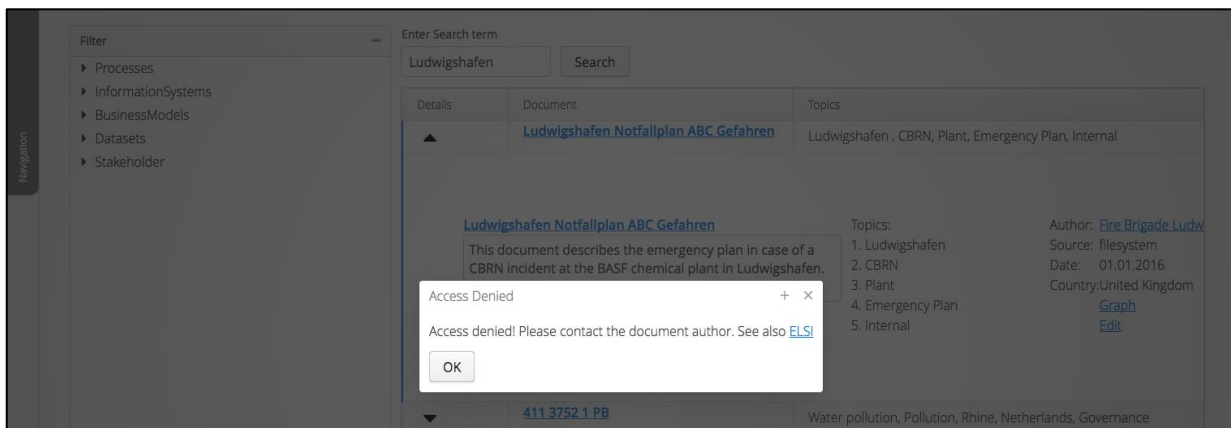 Navigation
Filter
Processes
InformationSystems
BusinessModels
Datasets
Stakeholder
Enter Search term
Ludwigshafen Search
Details Document Topics
Ludwigshafen Notfallplan ABC Gefahren Ludwigshafen , CBRN, Plant, Emergency Plan, Internal
Ludwigshafen Notfallplan ABC Gefahren
This document describes the emergency plan in case of a
CBRN incident at the BASF chemical plant in Ludwigshafen.
Topics:
1. Ludwigshafen
2. CBRN
3. Plant
4. Emergency Plan
5. Internal
Author: Fire Brigade Ludw
Source: filesystem
Date: 01.01.2016
Country:United Kingdom
Graph
Edit
Access Denied
Access denied! Please contact the document author. See also ELSI
OK
411 3752 1 PB Water pollution, Pollution, Rhine, Netherlands, Governance